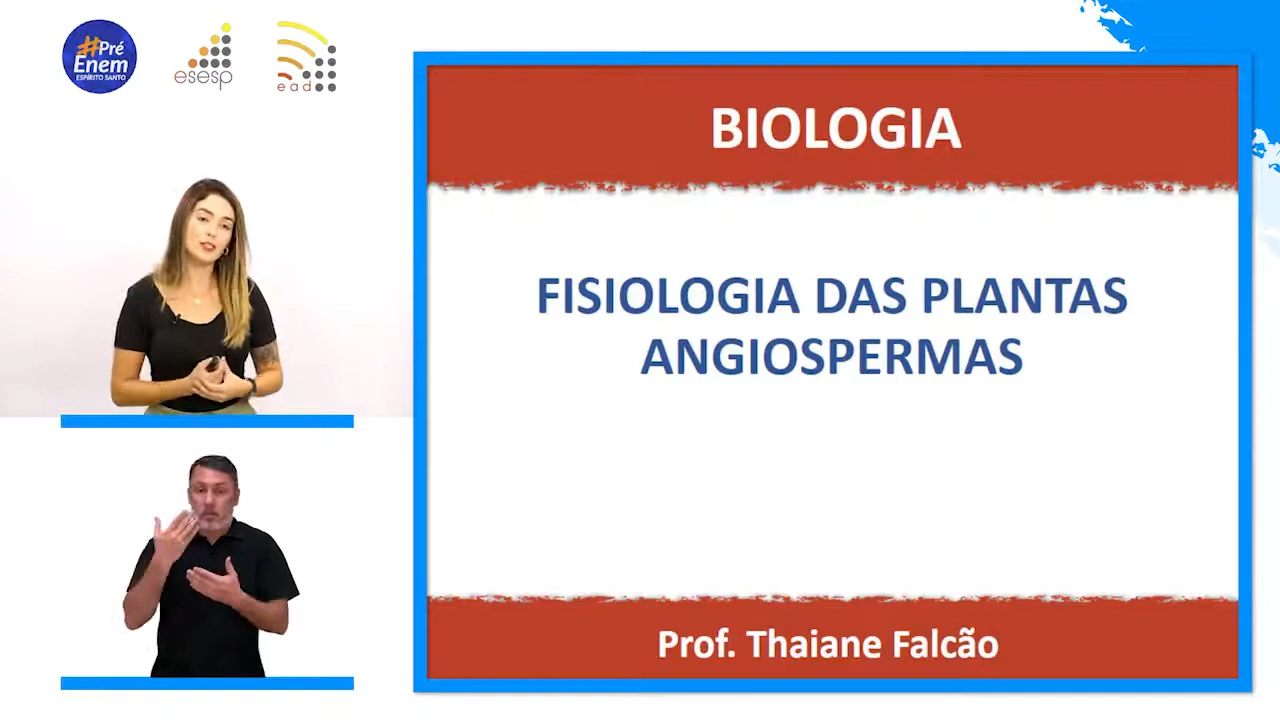 #Pré
Enem
ESPÍRITO SANTO
esesp
ead
BIOLOGIA
FISIOLOGIA DAS PLANTAS
ANGIOSPERMAS
Prof. Thaiane Falcão